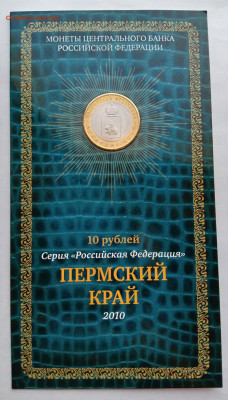 МОНЕТЫ ЦЕНТРАЛЬНОГО БАНКА
РОССИЙСКОЙ ФЕДЕРАЦИИ
10 рублей
Серия «Российская Федерация»
ПЕРМСКИЙ
КРАЙ
2010